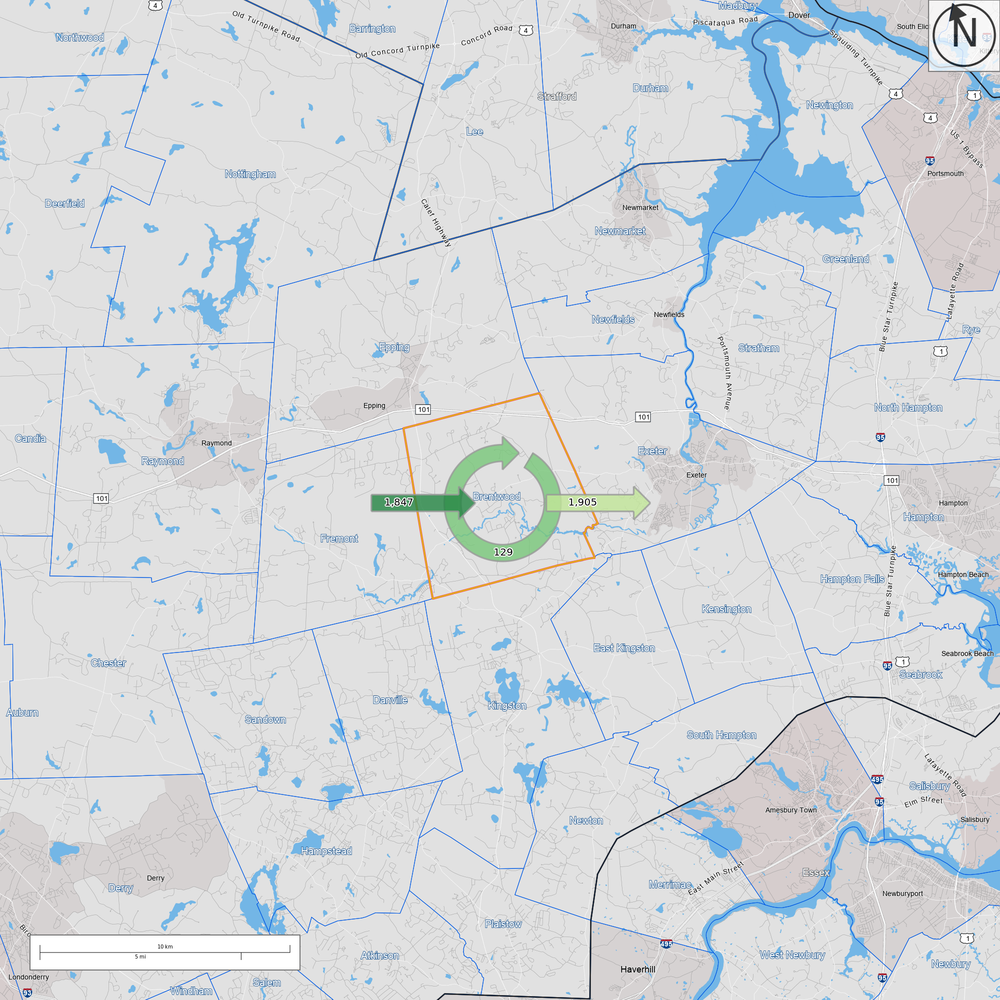 4
Madbury
Dover
Old Turnpike Road
Barrington
Durham
Piscataqua Road
South Elio
N
Kittery
95
Kittery
Northwood
Concord Road
4
Old Concord Turnpike
Spaulding Turnpike
Strafford
Durham
4
1
Newington
4
Lee
US 1 Bypass
95
Portsmouth
Nottingham
Deerfield
Calef Highway
Newmarket
Newmarket
Greenland
Lafayette Road
Blue Star Turnpike
Newfields
Newfields
Rye
Epping
Portsmouth Avenue
Stratham
1
Epping
101
101
North Hampton
Candia
Raymond
Raymond
95
Exeter
Exeter
101
101
Brentwood
1,847
1,905
Hampton
Hampton
Fremont
129
Hampton Falls
Hampton Beach
Blue Star Turnpike
Kensington
East Kingston
Seabrook Beach
Chester
95
1
Seabrook
Auburn
Danville
Kingston
Sandown
South Hampton
Lafayette Road
495
Salisbury
95
Elm Street
Amesbury Town
Salisbury
Newton
Hampstead
Derry
Derry
Essex
Merrimac
East Main Street
Newburyport
Plaistow
10 km
5 mi
495
1
Atkinson
West Newbury
Newbury
Haverhill
Londonderry
Salem
95
93
Windham